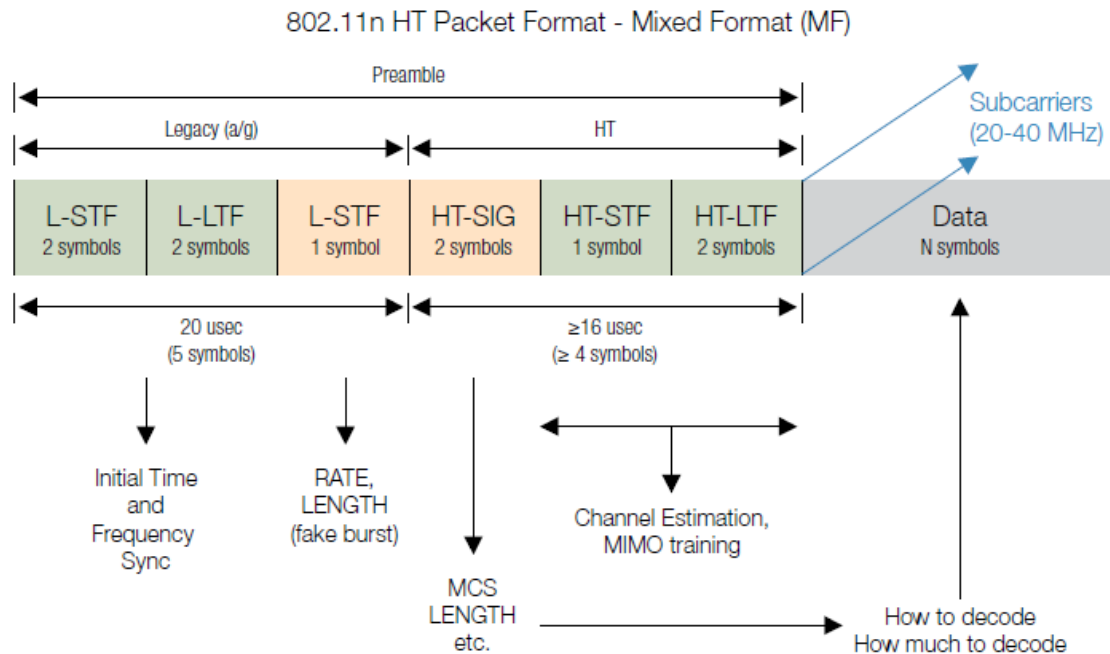 802.11n HT Packet Format - Mixed Format (MF)
Preamble
Subcarriers
(20-40 MHz)
Legacy (a/g)
HT
L-STF
2 symbols
L-LTF
2 symbols
L-STF
1 symbol
HT-SIG
2 symbols
HT-STF
1 symbol
HT-LTF
2 symbols
Data
N symbols
20 usec
(5 symbols)
≥16 usec
(≥ 4 symbols)
Initial Time
and
Frequency
Sync
RATE,
LENGTH
(fake burst)
Channel Estimation,
MIMO training
MCS
LENGTH
etc.
How to decode
How much to decode